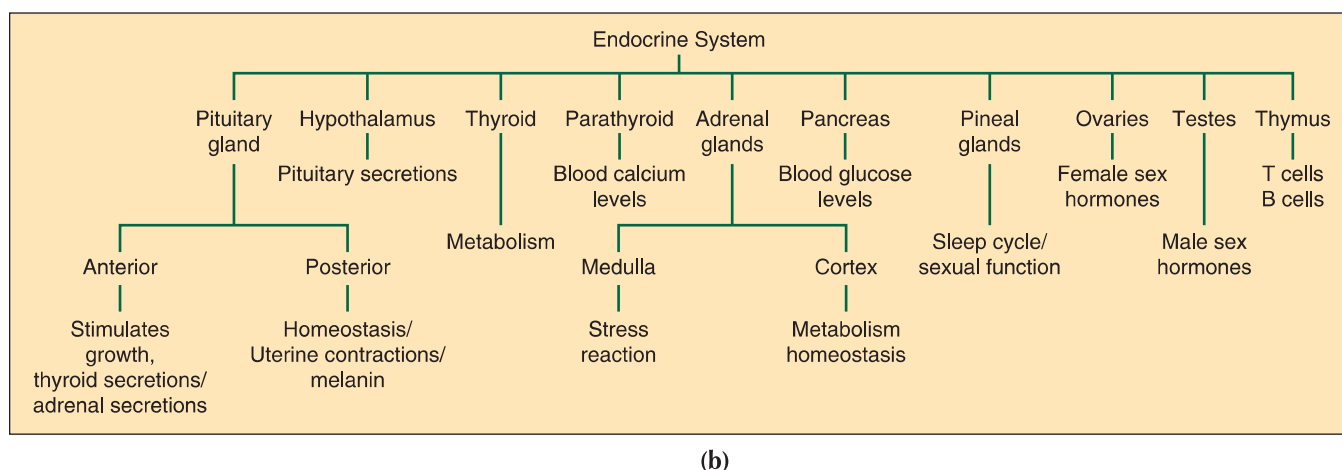 Endocrine System
Pituitary
gland
Hypothalamus
Pituitary secretions
Thyroid
Metabolism
Parathyroid
Blood calcium
levels
Adrenal
glands
Pancreas
Blood glucose
levels
Pineal
glands
Sleep cycle/
sexual function
Ovaries
Female sex
hormones
Testes
Male sex
hormones
Thymus
T cells
B cells
Anterior
Stimulates
growth,
thyroid secretions/
adrenal secretions
Posterior
Homeostasis/
Uterine contractions/
melanin
Medulla
Stress
reaction
Cortex
Metabolism
homeostasis
(b)